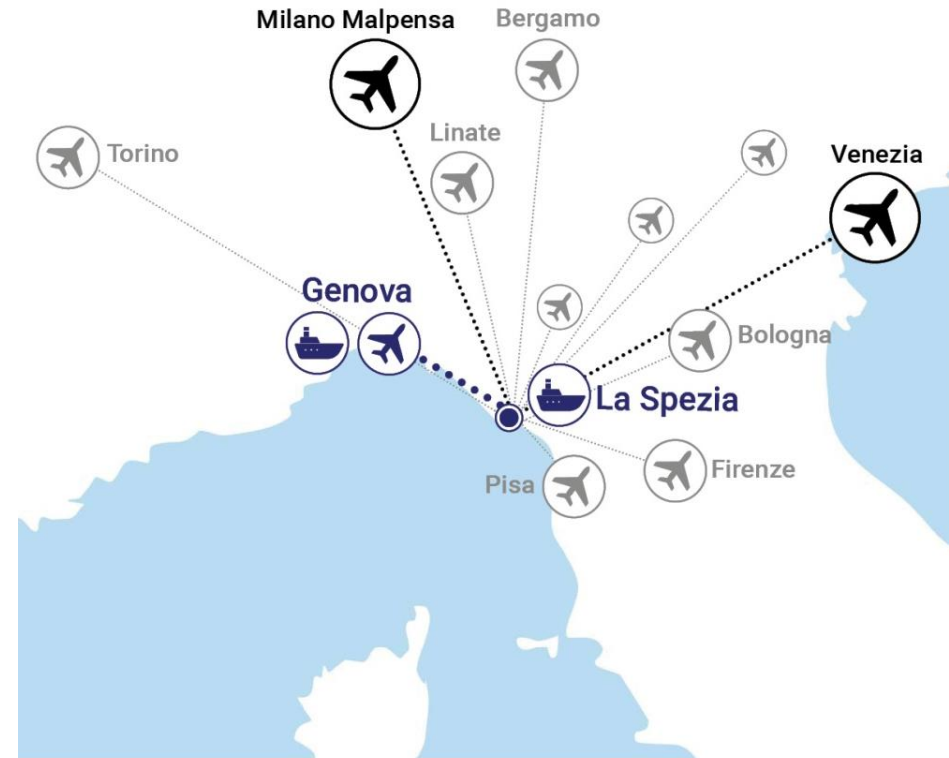 Milano Malpensa
Bergamo
Linate
Torino
Venezia
Genova
Bologna
La Spezia
Pisa
Firenze